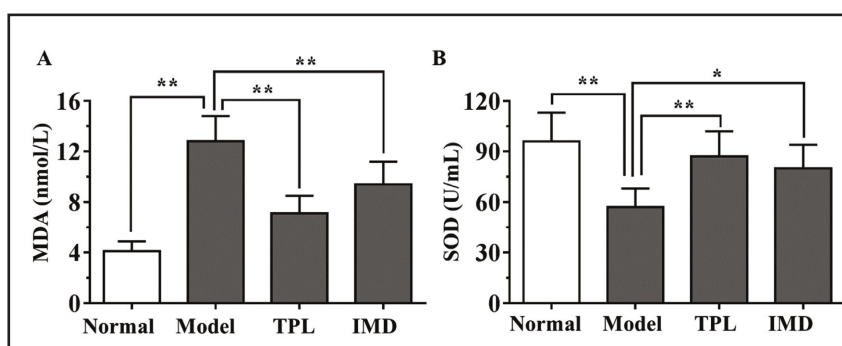 A
MDA (nmol/L)
16
12
8
4
0
**
**
**
Normal Model TPL IMD
B
SOD (U/mL)
120
90
60
30
0
**
*
**
Normal Model TPL IMD